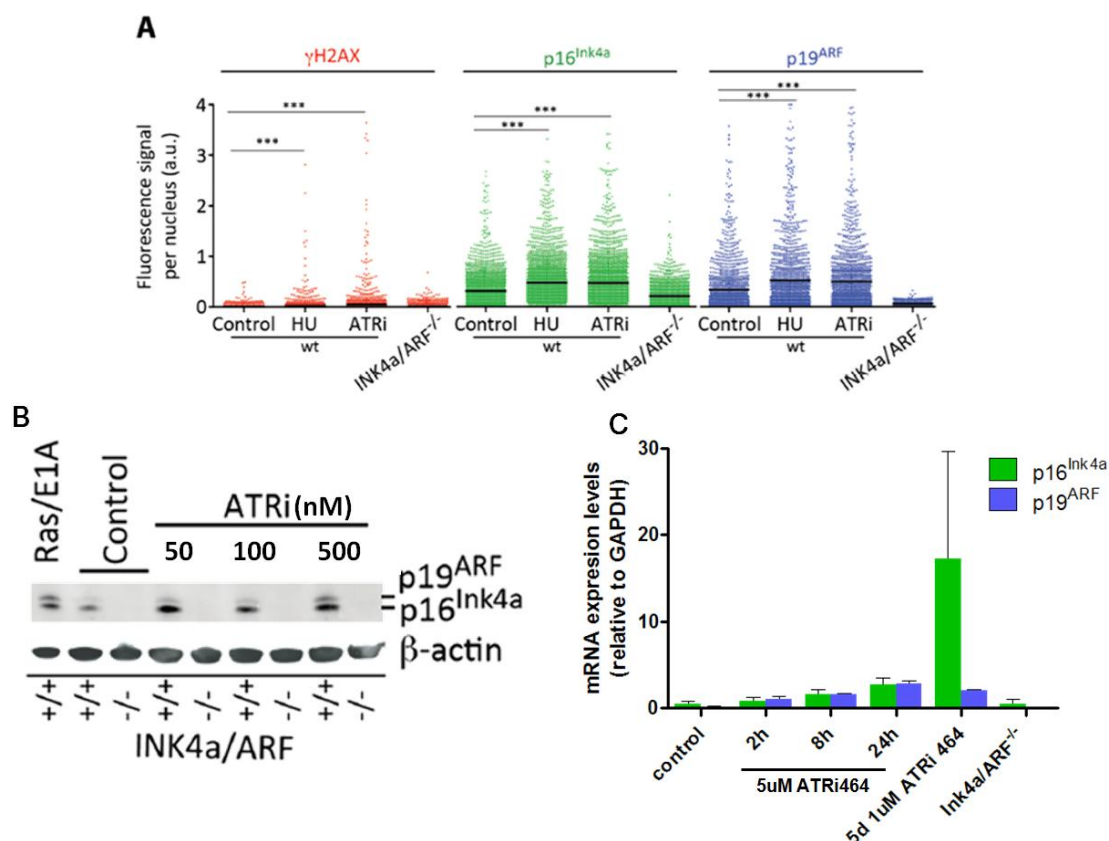 A
γH2AX
p16Ink4a
p19ARF
Fluorescence signal
per nucleus (a.u.)
4
3
2
1
0
***
***
***
***
***
***
Control HU ATRi INK4a/ARF-/- Control HU ATRi INK4a/ARF-/- Control HU ATRi INK4a/ARF-/-
wt wt wt
B
Ras/E1A
Control
ATRi (nM)
50 100 500
p19ARF
p16Ink4a
β-actin
+/+ +/+ -/- +/+ -/- +/+ -/- +/+ -/-
INK4a/ARF
C
mRNA expresion levels
(relative to GAPDH)
30
20
10
0
p16Ink4a
p19ARF
control 2h 8h 24h 5d 1uM ATRi 464 Ink4a/ARF-/-
5uM ATRi464